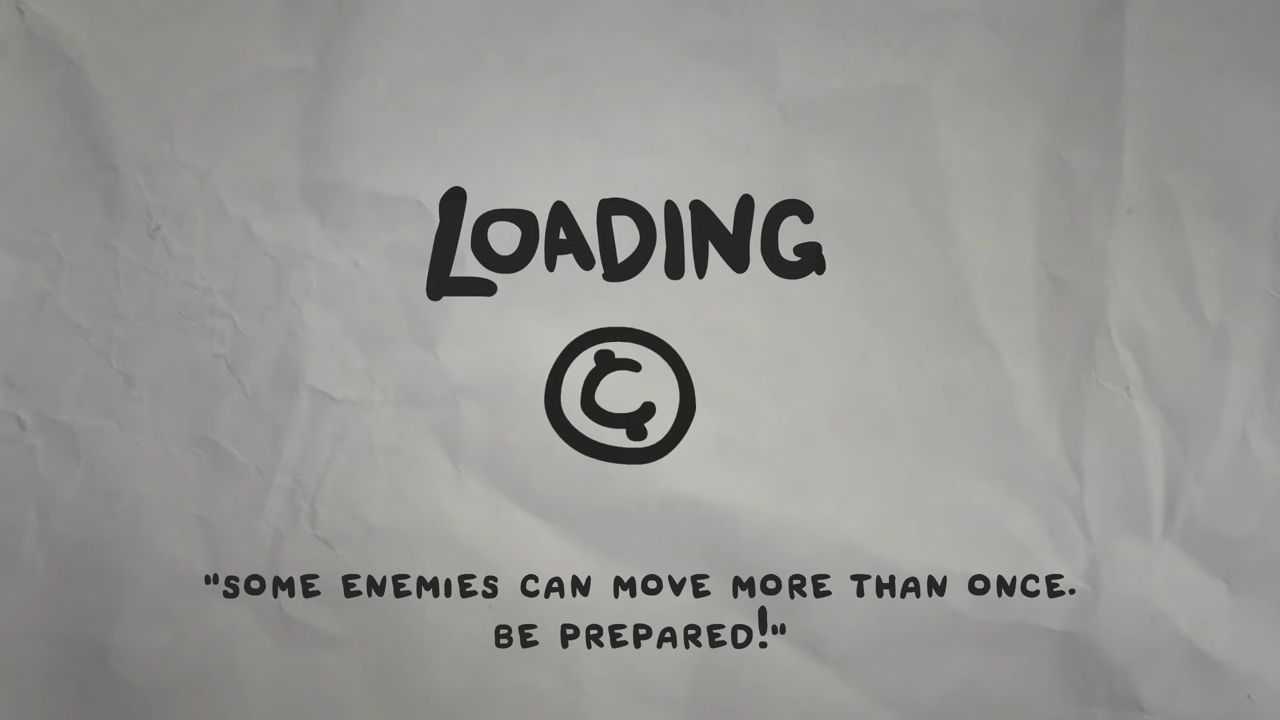 LOADING
C
"SOME ENEMIES CAN MOVE MORE THAN ONCE.
BE PREPARED!"